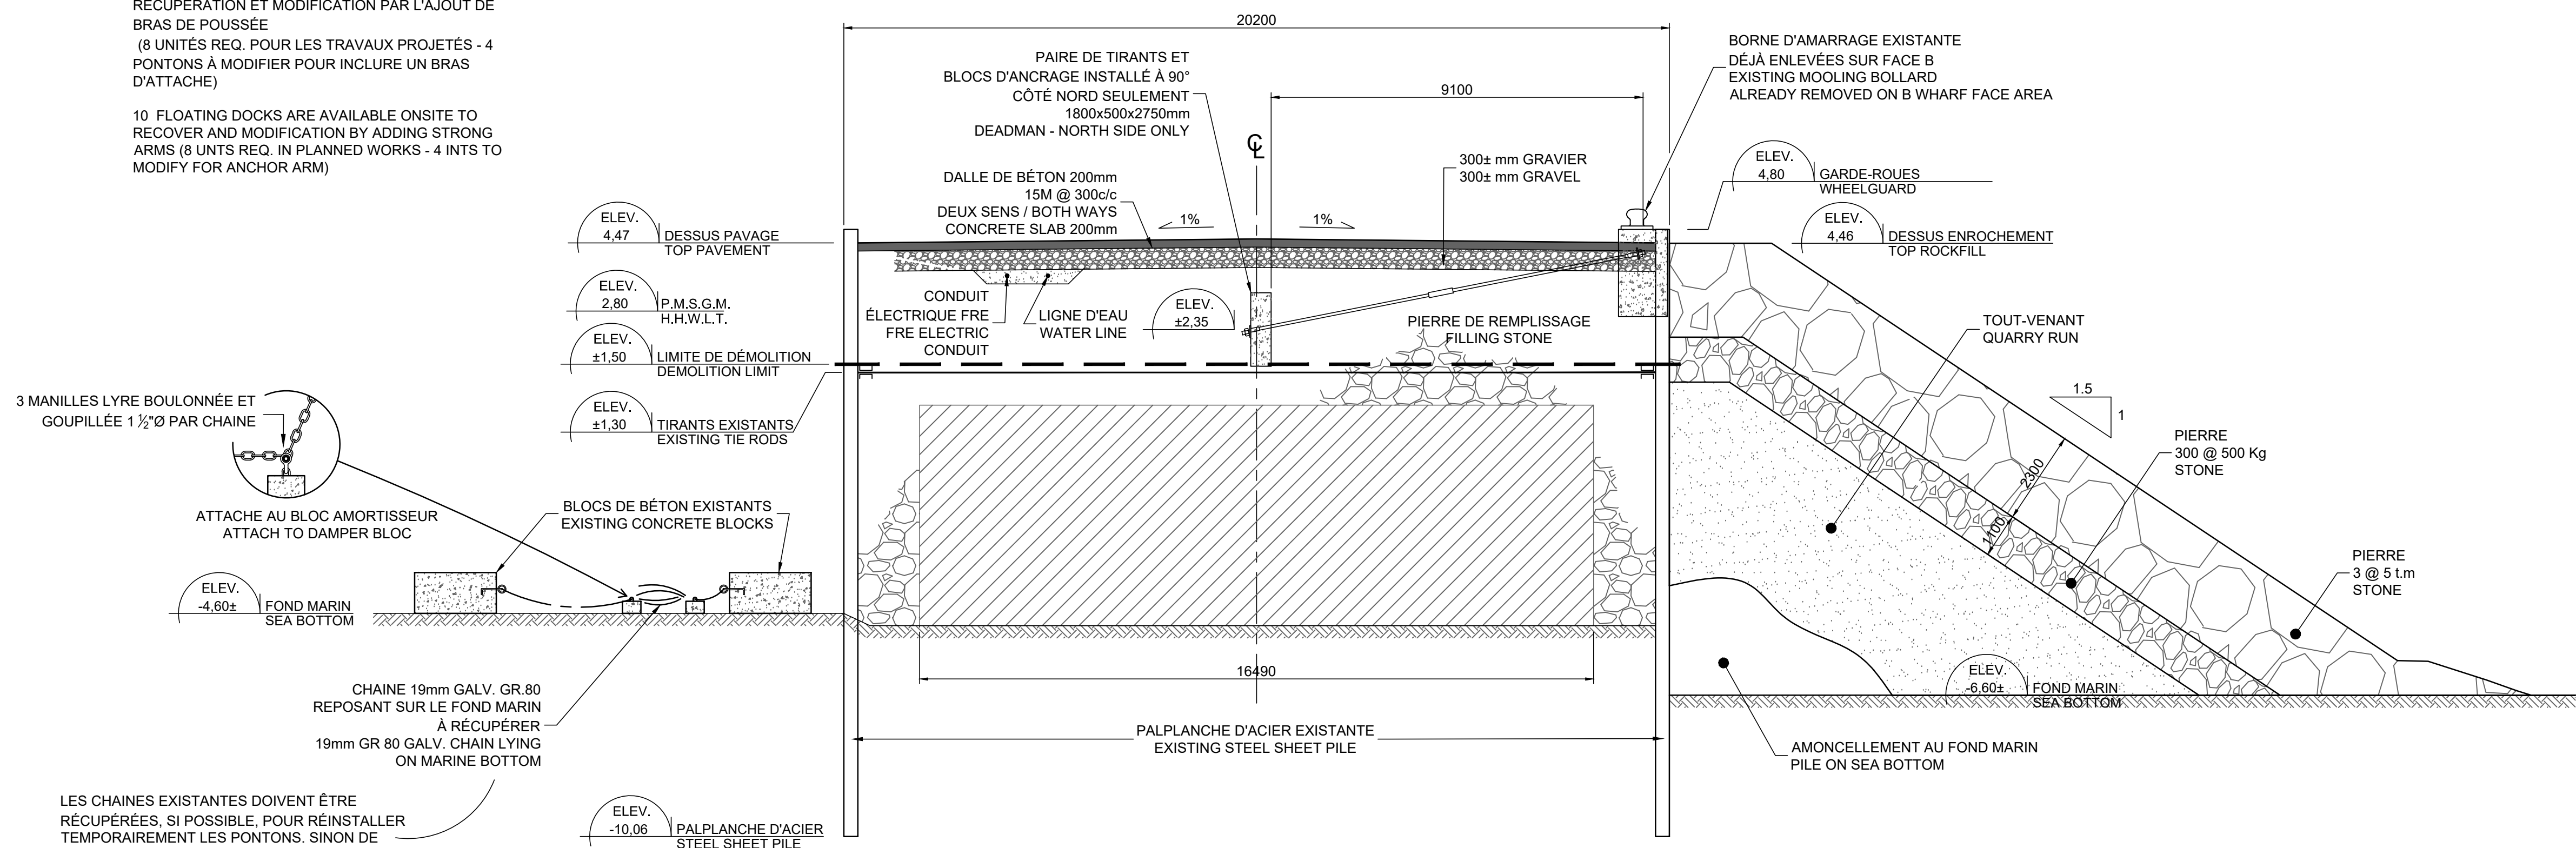 RÉCUPÉRATION ET MODIFICATION PAR L'AJOUT DE
BRAS DE POUSSÉE
(8 UNITÉS REQ. POUR LES TRAVAUX PROJETÉS - 4
PONTONS À MODIFIER POUR INCLURE UN BRAS
D'ATTACHE)
10 FLOATING DOCKS ARE AVAILABLE ONSITE TO
RECOVER AND MODIFICATION BY ADDING STRONG
ARMS (8 UNTS REQ. IN PLANNED WORKS - 4 INTS TO
MODIFY FOR ANCHOR ARM)
20200
PAIRE DE TIRANTS ET
BLOCS D'ANCRAGE INSTALLÉ À 90°
CÔTÉ NORD SEULEMENT
1800x500x2750mm
DEADMAN - NORTH SIDE ONLY
9100
BORNE D'AMARRAGE EXISTANTE
DÉJÀ ENLEVÉES SUR FACE B
EXISTING MOOLING BOLLARD
ALREADY REMOVED ON B WHARF FACE AREA
CL
DALLE DE BÉTON 200mm
15M @ 300c/c
DEUX SENS / BOTH WAYS
CONCRETE SLAB 200mm
1%
1%
300± mm GRAVIER
300± mm GRAVEL
ELEV.
4,80
GARDE-ROUES
WHEELGUARD
ELEV.
4,46
DESSUS ENROCHEMENT
TOP ROCKFILL
ELEV.
4,47
DESSUS PAVAGE
TOP PAVEMENT
ELEV.
2,80
P.M.S.G.M.
H.H.W.L.T.
ELEV.
±1,50
LIMITE DE DÉMOLITION
DEMOLITION LIMIT
ELEV.
±1,30
TIRANTS EXISTANTS
EXISTING TIE RODS
CONDUIT
ÉLECTRIQUE FRE
FRE ELECTRIC
CONDUIT
LIGNE D'EAU
WATER LINE
ELEV.
±2,35
PIERRE DE REMPLISSAGE
FILLING STONE
TOUT-VENANT
QUARRY RUN
1.5
1
PIERRE
300 @ 500 Kg
STONE
2300
1100
PIERRE
3 @ 5 t.m
STONE
3 MANILLES LYRE BOULONNÉE ET
GOUPILLÉE 1 ½"Ø PAR CHAINE
ATTACHE AU BLOC AMORTISSEUR
ATTACH TO DAMPER BLOC
BLOCS DE BÉTON EXISTANTS
EXISTING CONCRETE BLOCKS
ELEV.
-4,60±
FOND MARIN
SEA BOTTOM
16490
ELEV.
-6,60±
FOND MARIN
SEA BOTTOM
CHAINE 19mm GALV. GR.80
REPOSANT SUR LE FOND MARIN
À RÉCUPÉRER
19mm GR 80 GALV. CHAIN LYING
ON MARINE BOTTOM
PALPLANCHE D'ACIER EXISTANTE
EXISTING STEEL SHEET PILE
AMONCELLEMENT AU FOND MARIN
PILE ON SEA BOTTOM
LES CHAINES EXISTANTES DOIVENT ÊTRE
RÉCUPÉRÉES, SI POSSIBLE, POUR RÉINSTALLER
TEMPORAIREMENT LES PONTONS. SINON DE
ELEV.
-10,06
PALPLANCHE D'ACIER
STEEL SHEET PILE